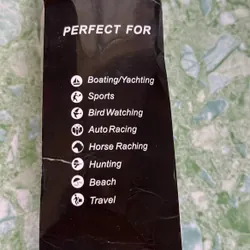 PERFECT FOR
Boating/Yachting
Sports
Bird Watching
Auto Racing
Horse Raching
Hunting
Beach
Travel